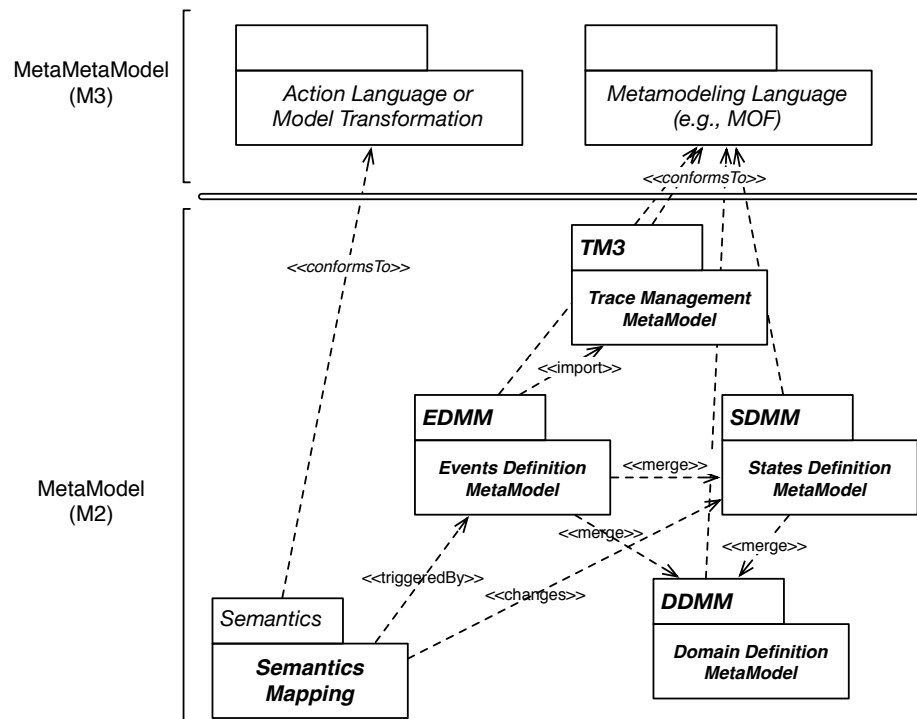 MetaMetaModel
(M3)
Action Language or
Model Transformation
Metamodeling Language
(e.g., MOF)
<<conformsTo>>
TM3
Trace Management
MetaModel
<<conformsTo>>
<<import>>
EDMM
Events Definition
MetaModel
<<merge>>
SDMM
States Definition
MetaModel
MetaModel
(M2)
<<merge>>
<<merge>>
<<triggeredBy>>
<<changes>>
DDMM
Domain Definition
MetaModel
Semantics
Semantics
Mapping